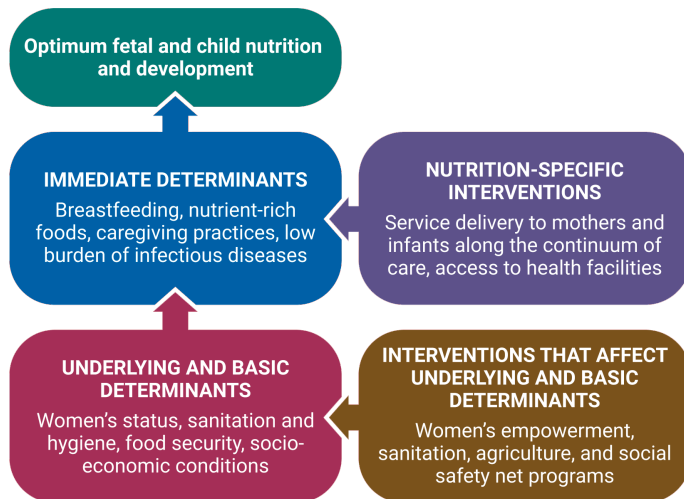 Optimum fetal and child nutrition
and development
IMMEDIATE DETERMINANTS
Breastfeeding, nutrient-rich
foods, caregiving practices, low
burden of infectious diseases
NUTRITION-SPECIFIC
INTERVENTIONS
Service delivery to mothers and
infants along the continuum of
care, access to health facilities
UNDERLYING AND BASIC
DETERMINANTS
Women’s status, sanitation and
hygiene, food security, socio-
economic conditions
INTERVENTIONS THAT AFFECT
UNDERLYING AND BASIC
DETERMINANTS
Women’s empowerment,
sanitation, agriculture, and social
safety net programs